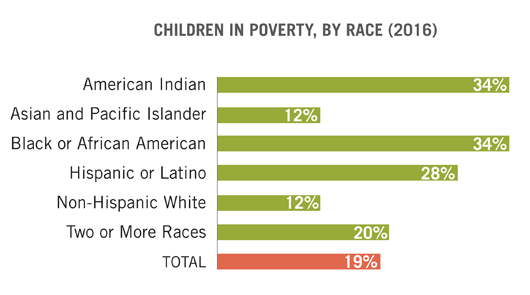 CHILDREN IN POVERTY, BY RACE (2016)
American Indian 34%
Asian and Pacific Islander 12%
Black or African American 34%
Hispanic or Latino 28%
Non-Hispanic White 12%
Two or More Races 20%
TOTAL 19%